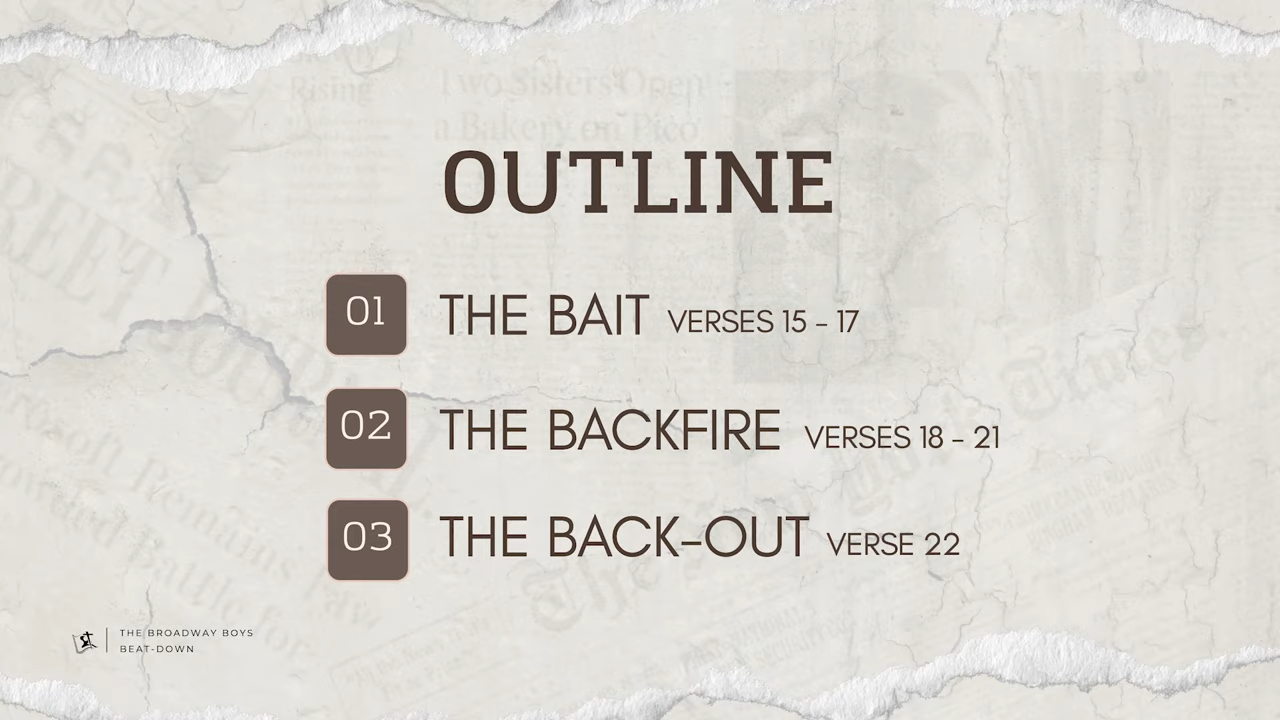 Rising
Two Sisters Open
a Bakery on Pico
OUTLINE
01 THE BAIT VERSES 15 – 17
02 THE BACKFIRE VERSES 18 – 21
03 THE BACK-OUT VERSE 22
THE BROADWAY BOYS
BEAT-DOWN